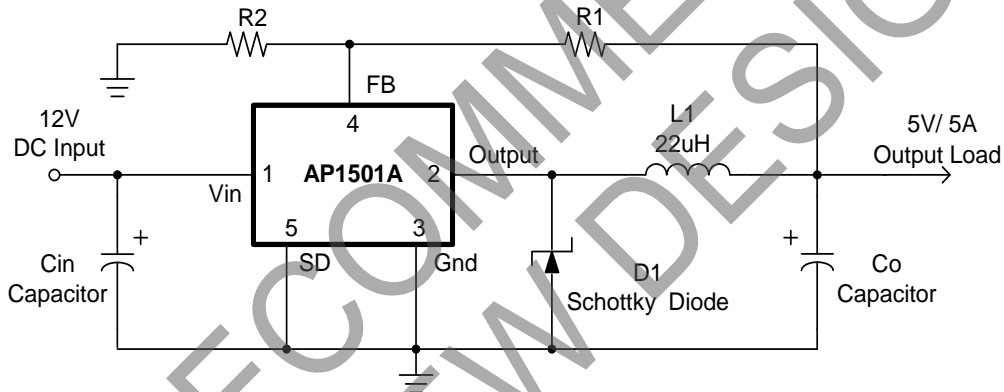 R2
R1
FB
4
12V
DC Input
L1
22uH
5V/ 5A
Output Load
Output
1
AP1501A
2
Vin
5
3
SD
Gnd
+
+
Cin
Capacitor
D1
Schottky Diode
Co
Capacitor